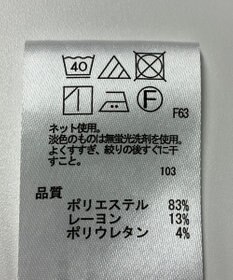 40
F
F63
ネット使用。
淡色のものは無蛍光洗剤を使用。
よくすすぎ、絞りの後すぐに干
すこと。
103
品質
ポリエステル 83%
レーヨン 13%
ポリウレタン 4%